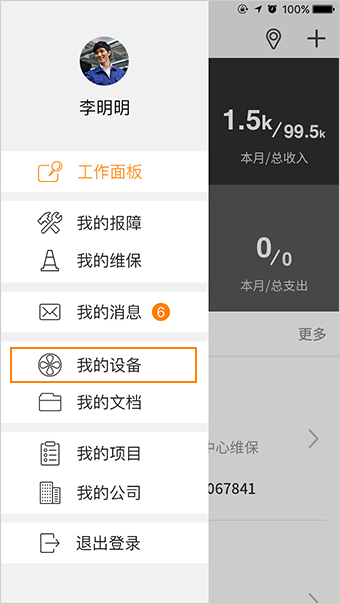 100%
李明明
工作面板
我的报障
我的维保
我的消息 6
我的设备
我的文档
我的项目
我的公司
退出登录
1.5k/99.5k
本月/总收入
0/0
本月/总支出
更多
中心维保
067841